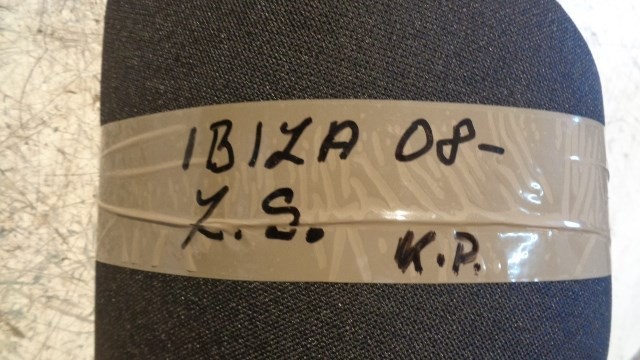 IBIZA 08-
Z.S.
K.P.